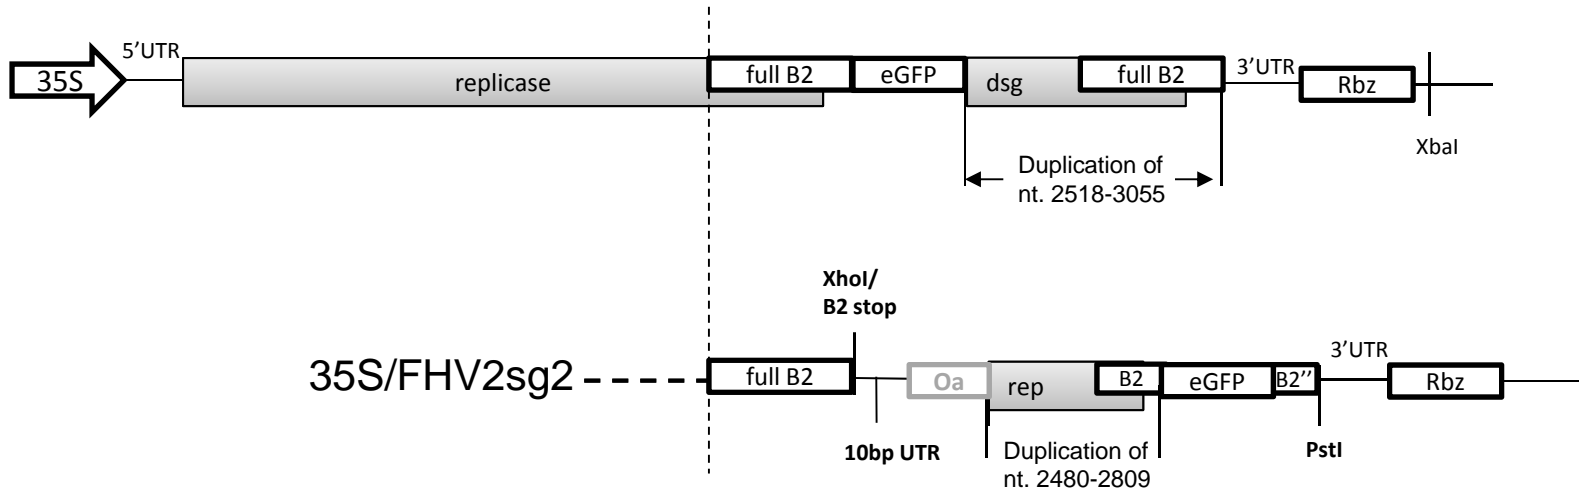 5'UTR
35S
replicase
full B2
eGFP
dsg
full B2
3'UTR
Rbz
XbaI
Duplication of
nt. 2518-3055
XhoI/
B2 stop
35S/FHV2sg2
full B2
10bp UTR
Oa
rep
B2
eGFP
B2''
3'UTR
Rbz
PstI
Duplication of
nt. 2480-2809